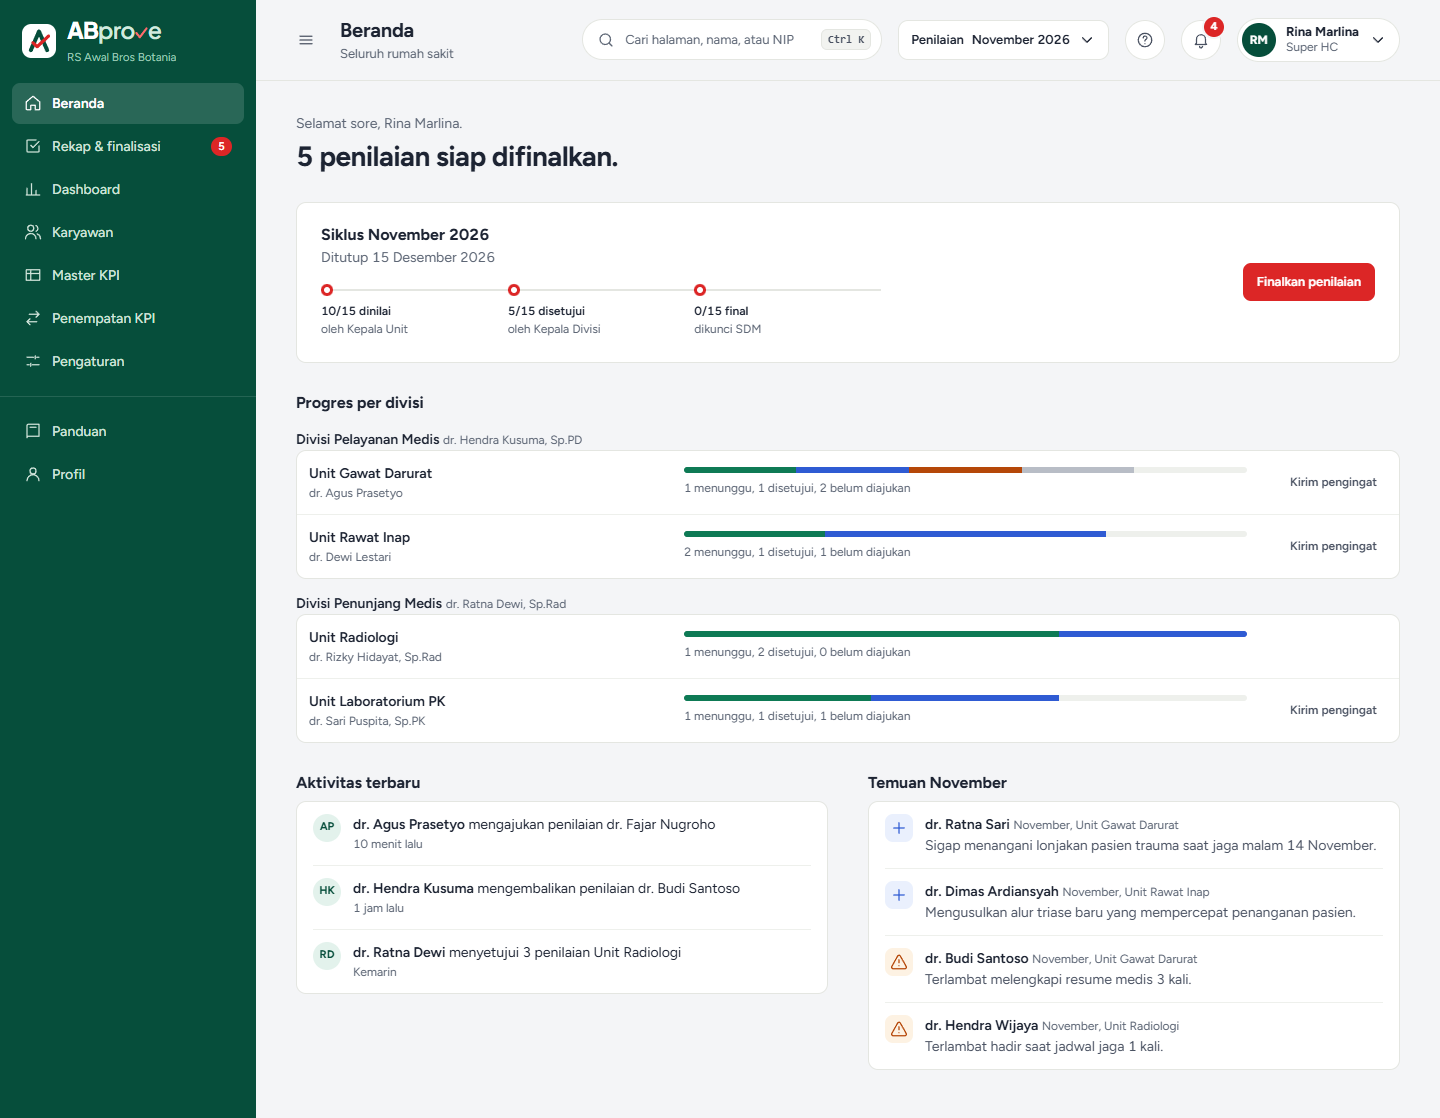 ABprove
RS Awal Bros Botania
Beranda
Rekap & finalisasi
5
Dashboard
Karyawan
Master KPI
Penempatan KPI
Pengaturan
Panduan
Profil
Beranda
Seluruh rumah sakit
Cari halaman, nama, atau NIP
Ctrl K
Penilaian November 2026
4
RM
Rina Marlina
Super HC
Selamat sore, Rina Marlina.
5 penilaian siap difinalkan.
Siklus November 2026
Ditutup 15 Desember 2026
10/15 dinilai
oleh Kepala Unit
5/15 disetujui
oleh Kepala Divisi
0/15 final
dikunci SDM
Finalkan penilaian
Progres per divisi
Divisi Pelayanan Medis dr. Hendra Kusuma, Sp.PD
Unit Gawat Darurat
dr. Agus Prasetyo
1 menunggu, 1 disetujui, 2 belum diajukan
Kirim pengingat
Unit Rawat Inap
dr. Dewi Lestari
2 menunggu, 1 disetujui, 1 belum diajukan
Kirim pengingat
Divisi Penunjang Medis dr. Ratna Dewi, Sp.Rad
Unit Radiologi
dr. Rizky Hidayat, Sp.Rad
1 menunggu, 2 disetujui, 0 belum diajukan
Unit Laboratorium PK
dr. Sari Puspita, Sp.PK
1 menunggu, 1 disetujui, 1 belum diajukan
Kirim pengingat
Aktivitas terbaru
AP
dr. Agus Prasetyo mengajukan penilaian dr. Fajar Nugroho
10 menit lalu
HK
dr. Hendra Kusuma mengembalikan penilaian dr. Budi Santoso
1 jam lalu
RD
dr. Ratna Dewi menyetujui 3 penilaian Unit Radiologi
Kemarin
Temuan November
dr. Ratna Sari November, Unit Gawat Darurat
Sigap menangani lonjakan pasien trauma saat jaga malam 14 November.
dr. Dimas Ardiansyah November, Unit Rawat Inap
Mengusulkan alur triase baru yang mempercepat penanganan pasien.
dr. Budi Santoso November, Unit Gawat Darurat
Terlambat melengkapi resume medis 3 kali.
dr. Hendra Wijaya November, Unit Radiologi
Terlambat hadir saat jadwal jaga 1 kali.